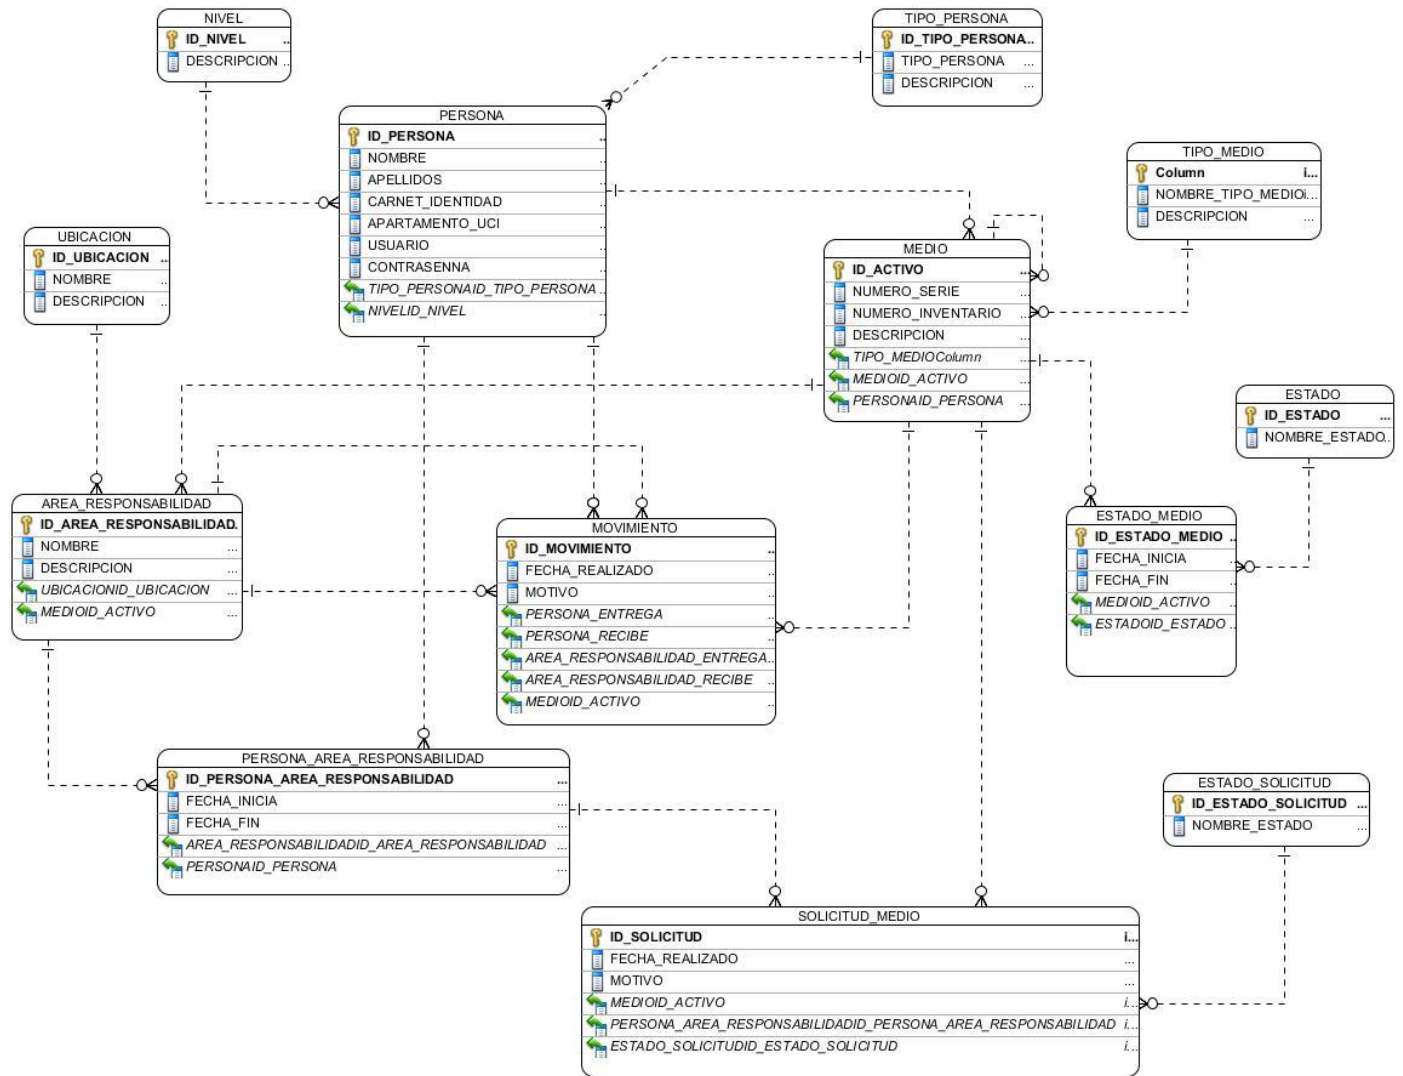 NIVEL
ID_NIVEL ..
DESCRIPCION ..
TIPO_PERSONA
ID_TIPO_PERSONA..
TIPO_PERSONA ...
DESCRIPCION ...
PERSONA
ID_PERSONA ..
NOMBRE ..
APELLIDOS ..
CARNET_IDENTIDAD ..
APARTAMENTO_UCI ..
USUARIO ..
CONTRASENNA ..
TIPO_PERSONAID_TIPO_PERSONA ..
NIVELID_NIVEL ..
TIPO_MEDIO
Column i...
NOMBRE_TIPO_MEDIOi...
DESCRIPCION ...
UBICACION
ID_UBICACION ...
NOMBRE ...
DESCRIPCION ...
MEDIO
ID_ACTIVO ...
NUMERO_SERIE ...
NUMERO_INVENTARIO ...
DESCRIPCION ...
TIPO_MEDIOColumn ...
MEDIOID_ACTIVO ...
PERSONAID_PERSONA ...
ESTADO
ID_ESTADO ...
NOMBRE_ESTADO..
AREA_RESPONSABILIDAD
ID_AREA_RESPONSABILIDAD.
NOMBRE ...
DESCRIPCION ...
UBICACIONID_UBICACION ...
MEDIOID_ACTIVO ...
MOVIMIENTO
ID_MOVIMIENTO ..
FECHA_REALIZADO ..
MOTIVO ..
PERSONA_ENTREGA ..
PERSONA_RECIBE ..
AREA_RESPONSABILIDAD_ENTREGA..
AREA_RESPONSABILIDAD_RECIBE ..
MEDIOID_ACTIVO ..
ESTADO_MEDIO
ID_ESTADO_MEDIO ..
FECHA_INICIA ..
FECHA_FIN ..
MEDIOID_ACTIVO ..
ESTADOID_ESTADO ..
PERSONA_AREA_RESPONSABILIDAD
ID_PERSONA_AREA_RESPONSABILIDAD ...
FECHA_INICIA ...
FECHA_FIN ...
AREA_RESPONSABILIDADID_AREA_RESPONSABILIDAD ...
PERSONAID_PERSONA ...
ESTADO_SOLICITUD
ID_ESTADO_SOLICITUD ...
NOMBRE_ESTADO ...
SOLICITUD_MEDIO
ID_SOLICITUD i...
FECHA_REALIZADO ...
MOTIVO ...
MEDIOID_ACTIVO i...
PERSONA_AREA_RESPONSABILIDADID_PERSONA_AREA_RESPONSABILIDAD i...
ESTADO_SOLICITUDID_ESTADO_SOLICITUD i...